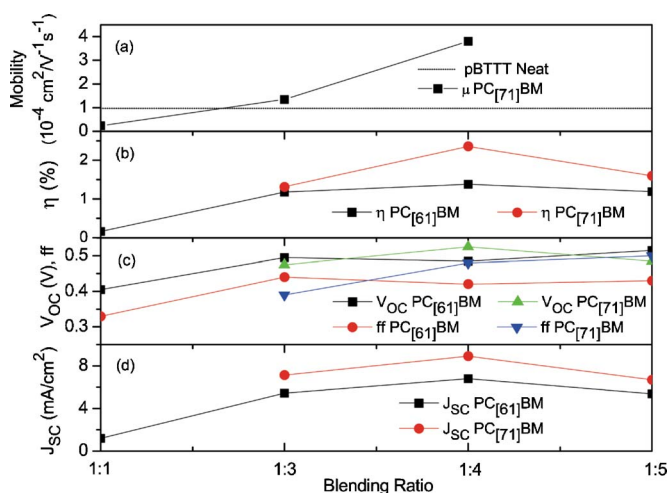 Mobility
(10⁻⁴ cm²/V⁻¹s⁻¹)
4
3
2
1
0
(a)
pBTTT Neat
μ PC[71]BM
η (%)
2
1
0
(b)
η PC[61]BM
η PC[71]BM
VOC (V), ff
0.5
0.4
0.3
(c)
VOC PC[61]BM
VOC PC[71]BM
ff PC[61]BM
ff PC[71]BM
JSC (mA/cm²)
8
4
0
(d)
JSC PC[61]BM
JSC PC[71]BM
1:1
1:3
1:4
1:5
Blending Ratio